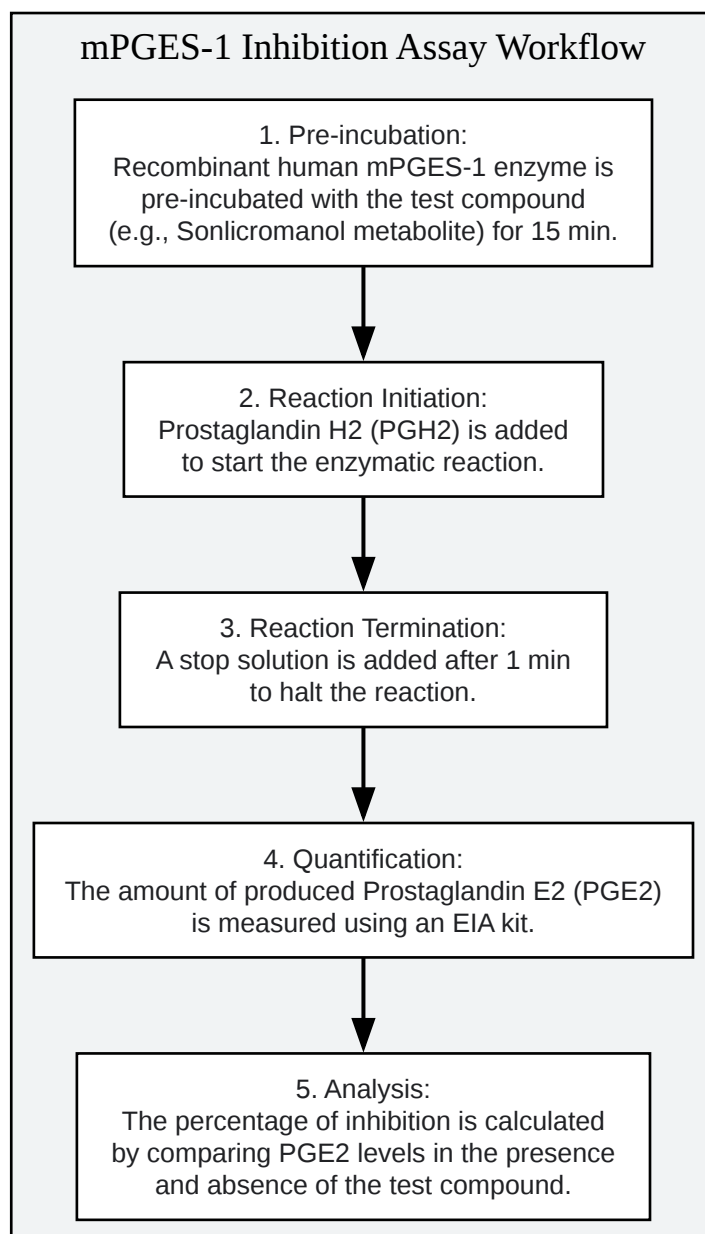 mPGES-1 Inhibition Assay Workflow
1. Pre-incubation:
Recombinant human mPGES-1 enzyme is
pre-incubated with the test compound
(e.g., Sonlicromanol metabolite) for 15 min.
2. Reaction Initiation:
Prostaglandin H2 (PGH2) is added
to start the enzymatic reaction.
3. Reaction Termination:
A stop solution is added after 1 min
to halt the reaction.
4. Quantification:
The amount of produced Prostaglandin E2 (PGE2)
is measured using an EIA kit.
5. Analysis:
The percentage of inhibition is calculated
by comparing PGE2 levels in the presence
and absence of the test compound.